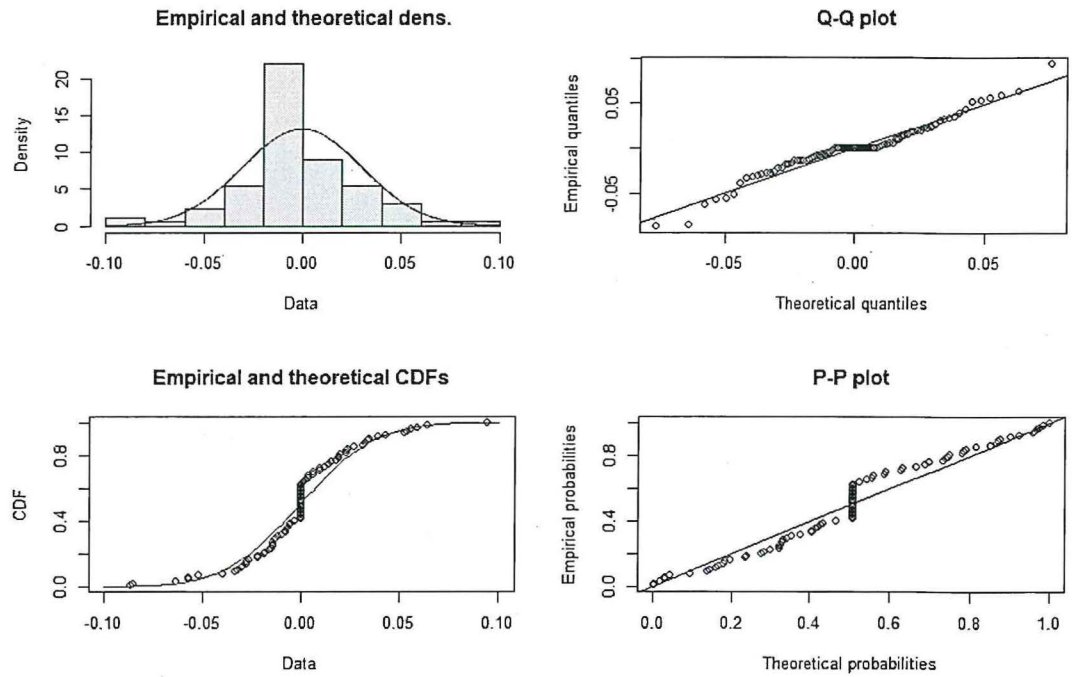 Empirical and theoretical dens.
Density
20
15
10
5
0
-0.10
-0.05
0.00
0.05
0.10
Data
Q-Q plot
Empirical quantiles
0.05
-0.05
-0.05
0.00
0.05
Theoretical quantiles
Empirical and theoretical CDFs
CDF
0.8
0.4
0.0
-0.10
-0.05
0.00
0.05
0.10
Data
P-P plot
Empirical probabilities
0.8
0.4
0.0
0.0
0.2
0.4
0.6
0.8
1.0
Theoretical probabilities